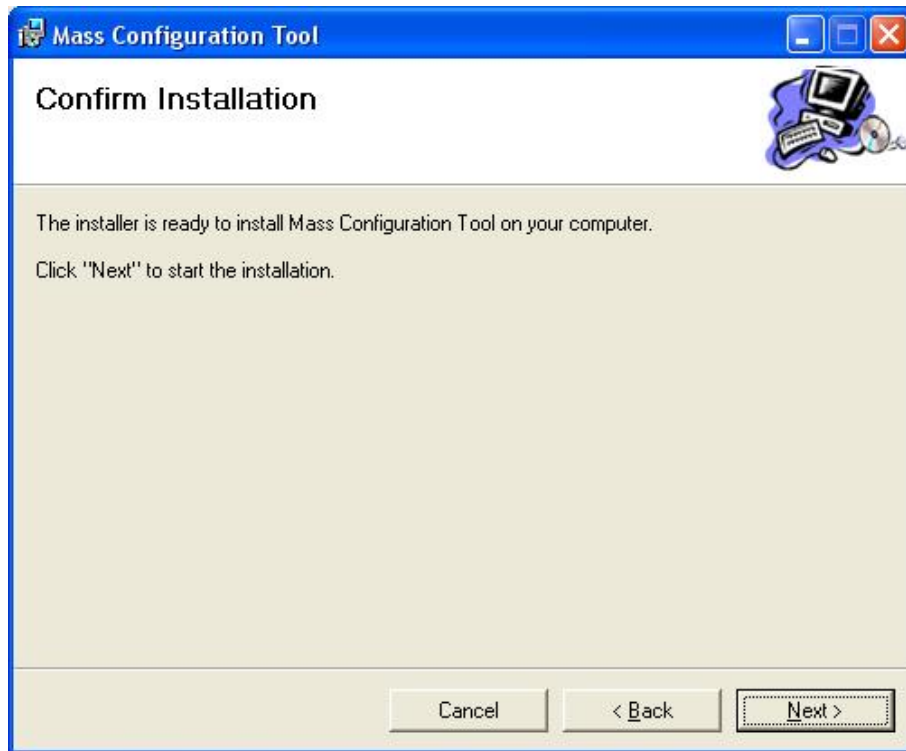 Mass Configuration Tool
Confirm Installation
The installer is ready to install Mass Configuration Tool on your computer.
Click "Next" to start the installation.
Cancel
< Back
Next >